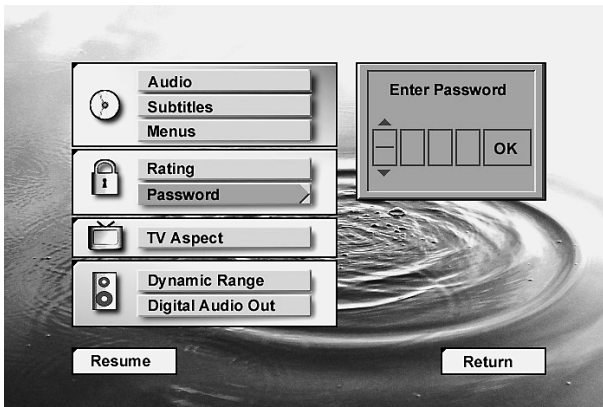 Audio
Subtitles
Menus
Rating
Password
TV Aspect
Dynamic Range
Digital Audio Out
Enter Password
OK
Resume
Return